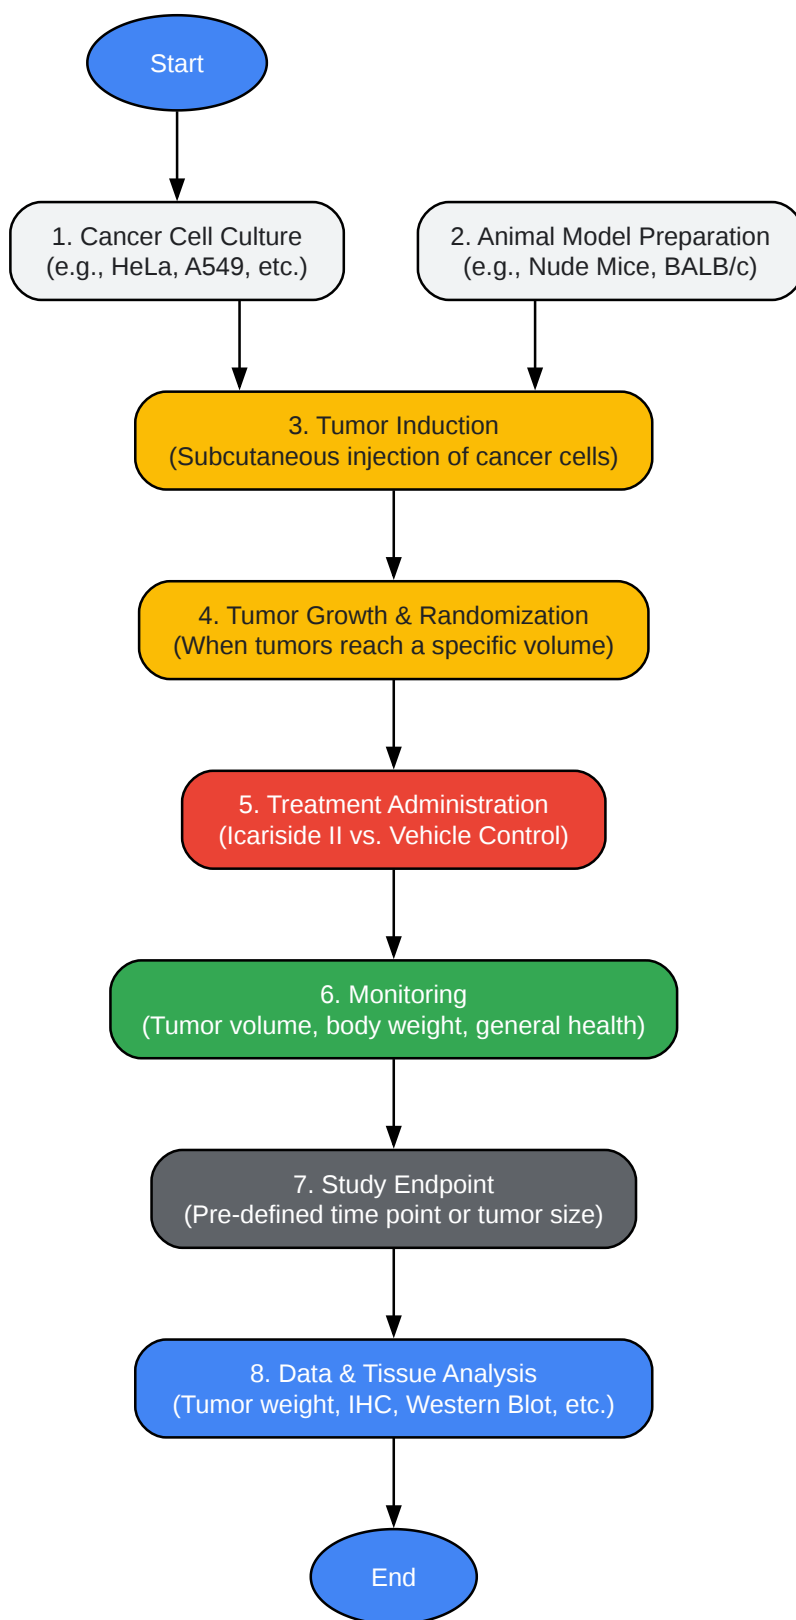 Start
1. Cancer Cell Culture
(e.g., HeLa, A549, etc.)
2. Animal Model Preparation
(e.g., Nude Mice, BALB/c)
3. Tumor Induction
(Subcutaneous injection of cancer cells)
4. Tumor Growth & Randomization
(When tumors reach a specific volume)
5. Treatment Administration
(Icariside II vs. Vehicle Control)
6. Monitoring
(Tumor volume, body weight, general health)
7. Study Endpoint
(Pre-defined time point or tumor size)
8. Data & Tissue Analysis
(Tumor weight, IHC, Western Blot, etc.)
End